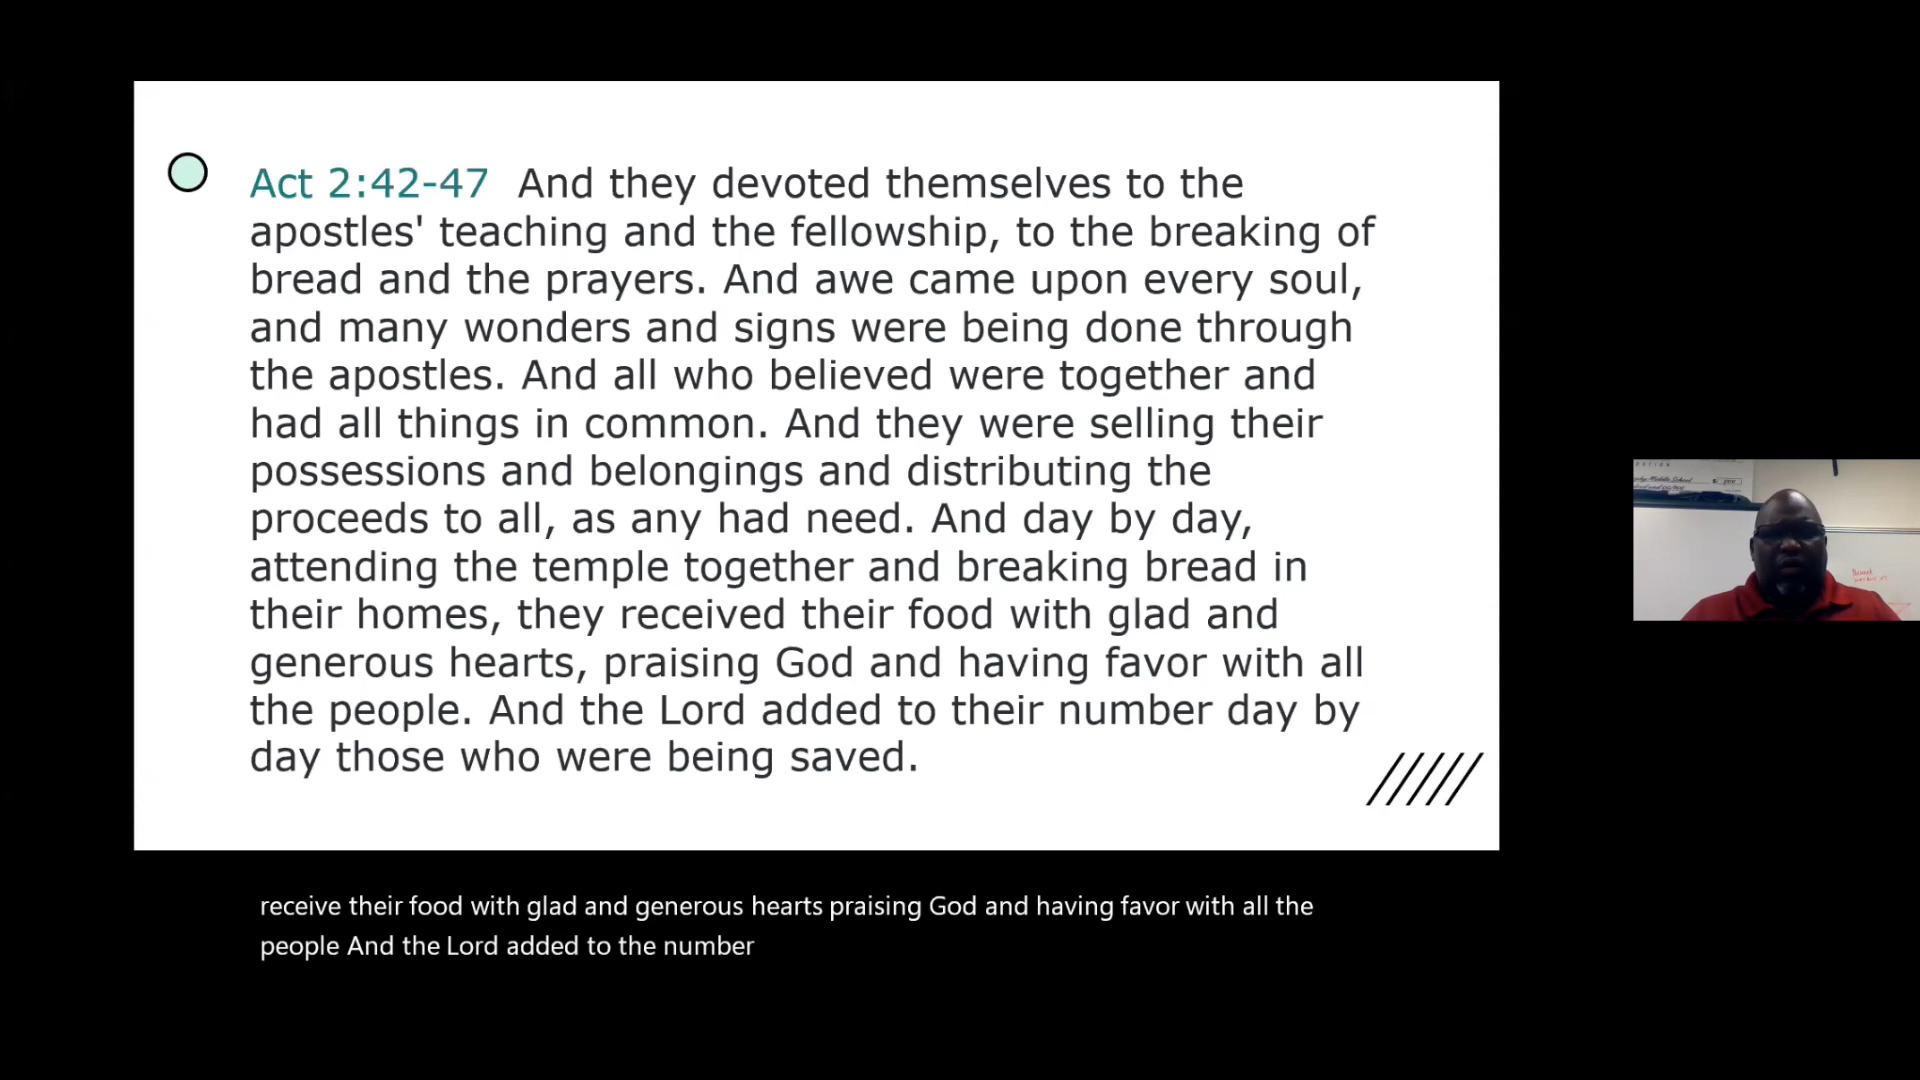 Act 2:42-47 And they devoted themselves to the
apostles' teaching and the fellowship, to the breaking of
bread and the prayers. And awe came upon every soul,
and many wonders and signs were being done through
the apostles. And all who believed were together and
had all things in common. And they were selling their
possessions and belongings and distributing the
proceeds to all, as any had need. And day by day,
attending the temple together and breaking bread in
their homes, they received their food with glad and
generous hearts, praising God and having favor with all
the people. And the Lord added to their number day by
day those who were being saved.
Middle School
receive their food with glad and generous hearts praising God and having favor with all the
people And the Lord added to the number